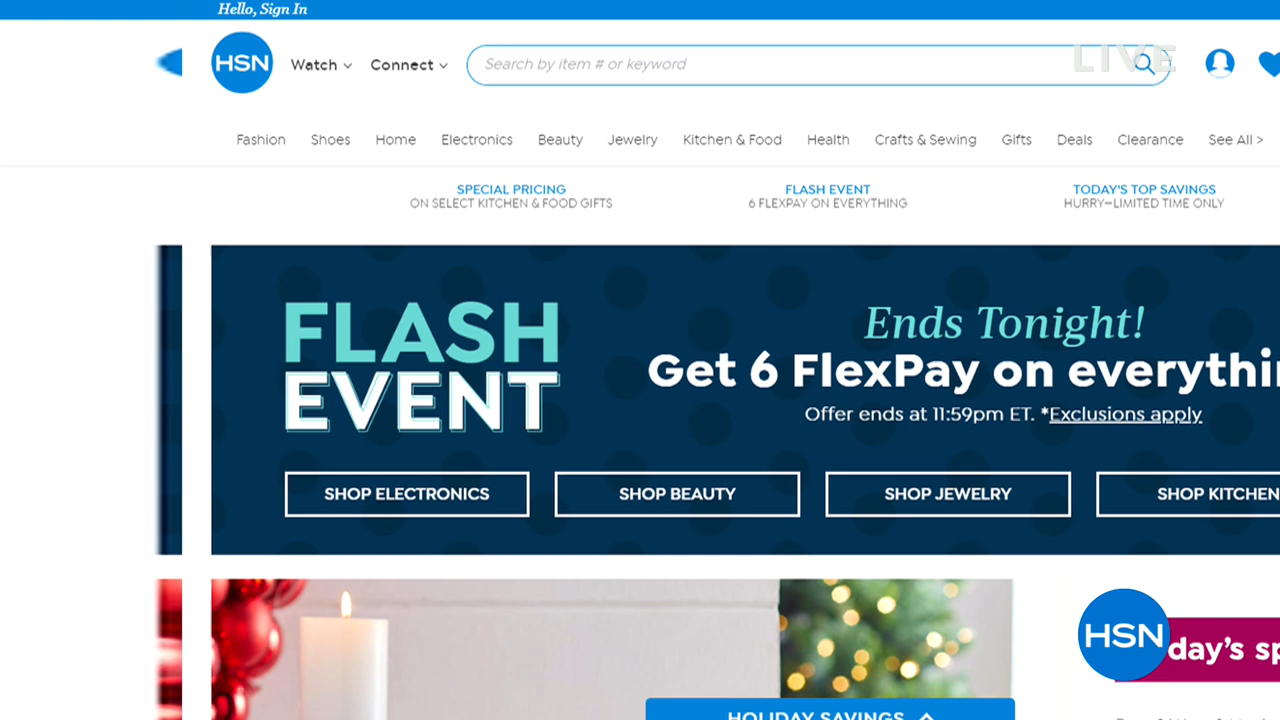 Hello, Sign In
HSN
Watch
Connect
Search by item # or keyword
LIVE
Fashion
Shoes
Home
Electronics
Beauty
Jewelry
Kitchen & Food
Health
Crafts & Sewing
Gifts
Deals
Clearance
See All >
SPECIAL PRICING
ON SELECT KITCHEN & FOOD GIFTS
FLASH EVENT
6 FLEXPAY ON EVERYTHING
TODAY'S TOP SAVINGS
HURRY—LIMITED TIME ONLY
FLASH
EVENT
Ends Tonight!
Get 6 FlexPay on everythin
Offer ends at 11:59pm ET. *Exclusions apply
SHOP ELECTRONICS
SHOP BEAUTY
SHOP JEWELRY
SHOP KITCHEN
HSN
day's sp
HOLIDAY SAVINGS